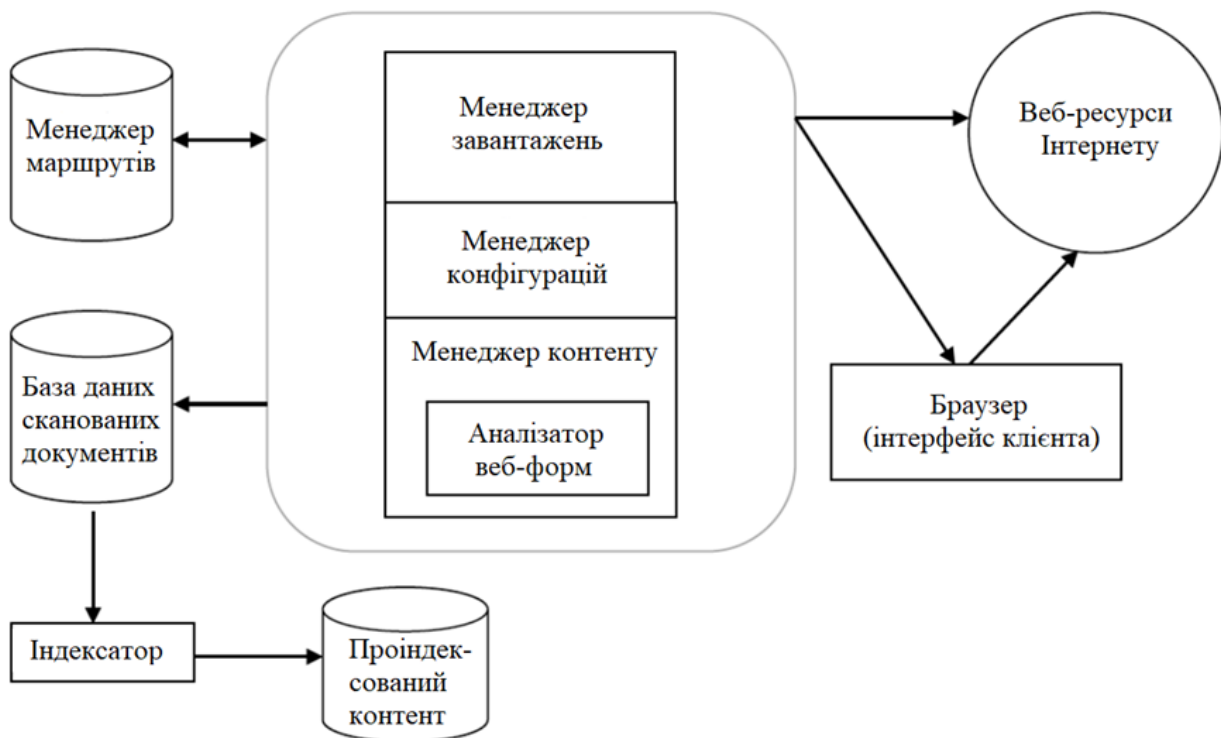 Менеджер
маршрутів
Менеджер
завантажень
Менеджер
конфігурацій
Менеджер контенту
Аналізатор
веб-форм
Веб-ресурси
Інтернету
Браузер
(інтерфейс клієнта)
База даних
сканованих
документів
Індексатор
Проіндек-
сований
контент